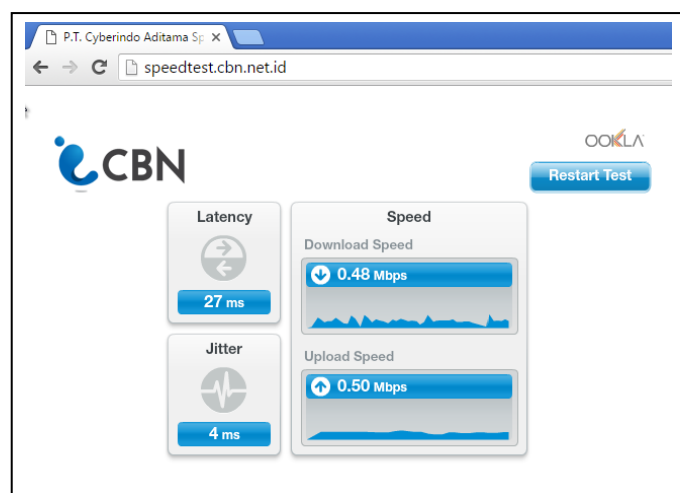 P.T. Cyberindo Aditama Sp
speedtest.cbn.net.id
OOKLA
CBN
Restart Test
Latency
27 ms
Jitter
4 ms
Speed
Download Speed
0.48 Mbps
Upload Speed
0.50 Mbps